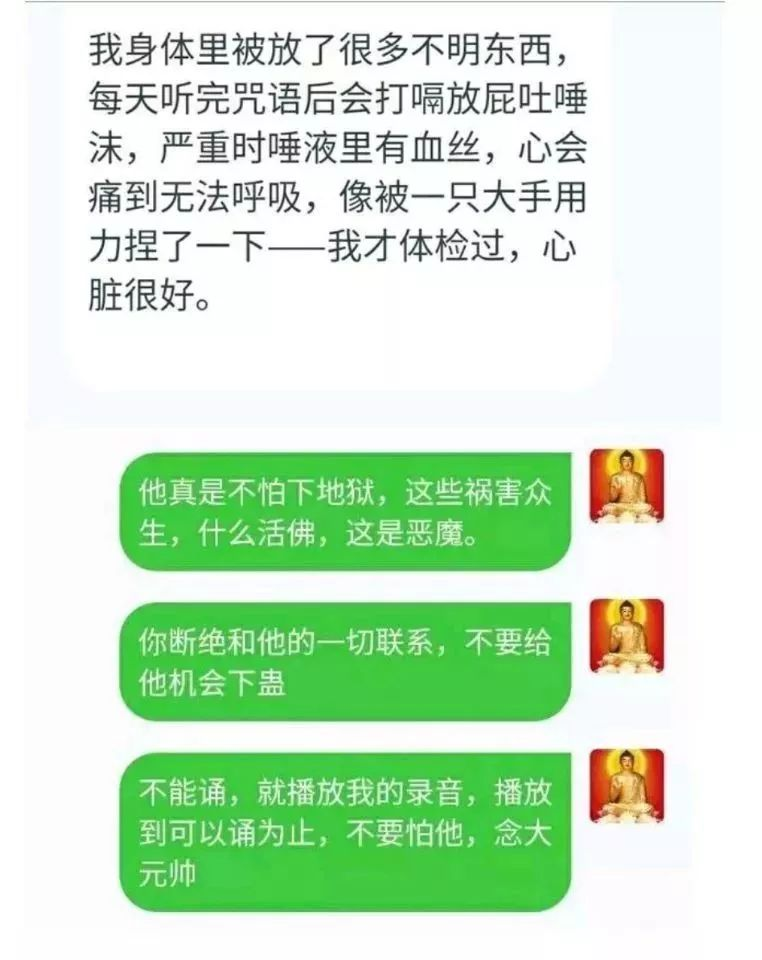 我身体里被放了很多不明东西，
每天听完咒语后会打嗝放屁吐唾
沫，严重时唾液里有血丝，心会
痛到无法呼吸，像被一只大手用
力捏了一下——我才体检过，心
脏很好。
他真是不怕下地狱，这些祸害众
生，什么活佛，这是恶魔。
你断绝和他的一切联系，不要给
他机会下蛊
不能诵，就播放我的录音，播放
到可以诵为止，不要怕他，念大
元帅